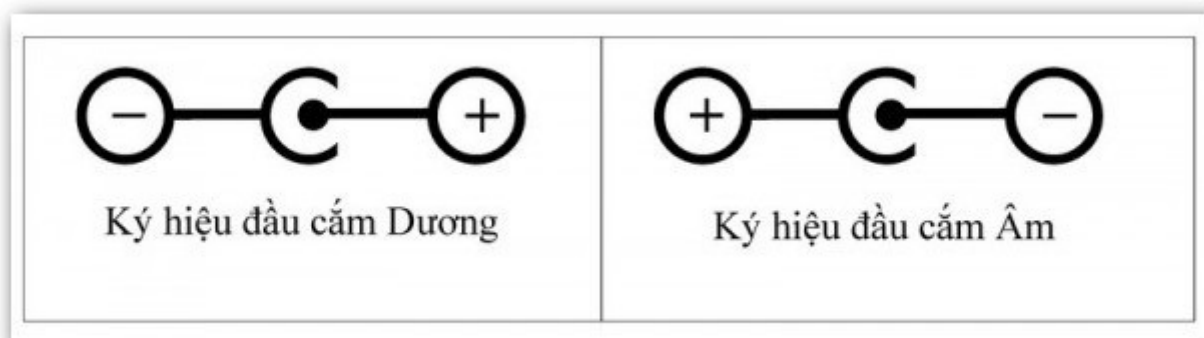 − +
Ký hiệu đầu cắm Dương
+ −
Ký hiệu đầu cắm Âm